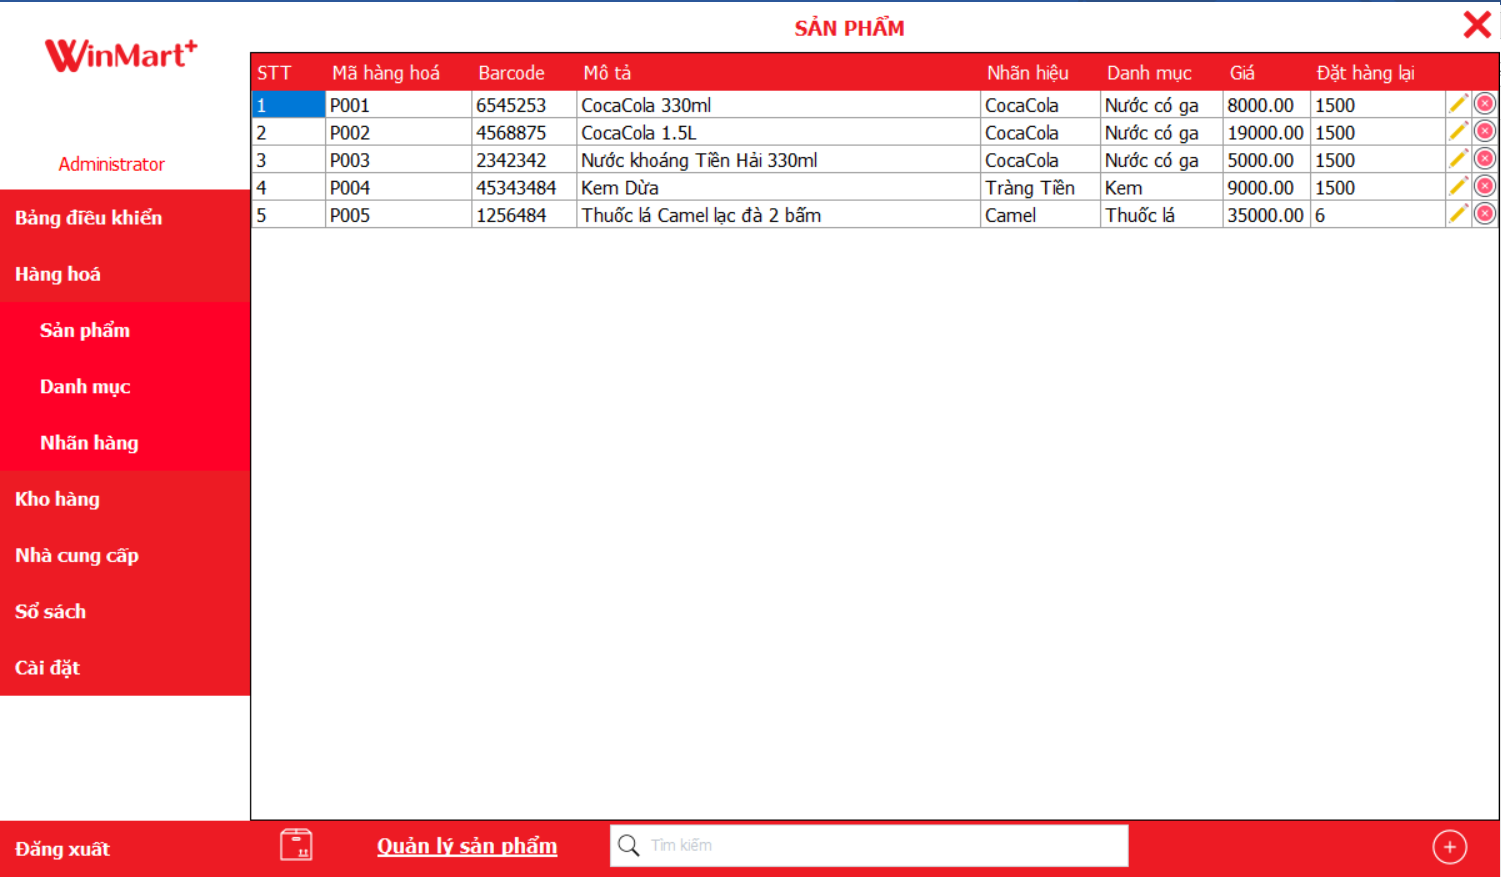 SẢN PHẨM
WinMart+
Administrator
Bảng điều khiển
Hàng hoá
Sản phẩm
Danh mục
Nhãn hàng
Kho hàng
Nhà cung cấp
Sổ sách
Cài đặt
Đăng xuất
STT Mã hàng hoá Barcode Mô tả Nhãn hiệu Danh mục Giá Đặt hàng lại
1 P001 6545253 CocaCola 330ml CocaCola Nước có ga 8000.00 1500
2 P002 4568875 CocaCola 1.5L CocaCola Nước có ga 19000.00 1500
3 P003 2342342 Nước khoáng Tiền Hải 330ml CocaCola Nước có ga 5000.00 1500
4 P004 45343484 Kem Dừa Tràng Tiền Kem 9000.00 1500
5 P005 1256484 Thuốc lá Camel lạc đà 2 bấm Camel Thuốc lá 35000.00 6
Quản lý sản phẩm
Tìm kiếm